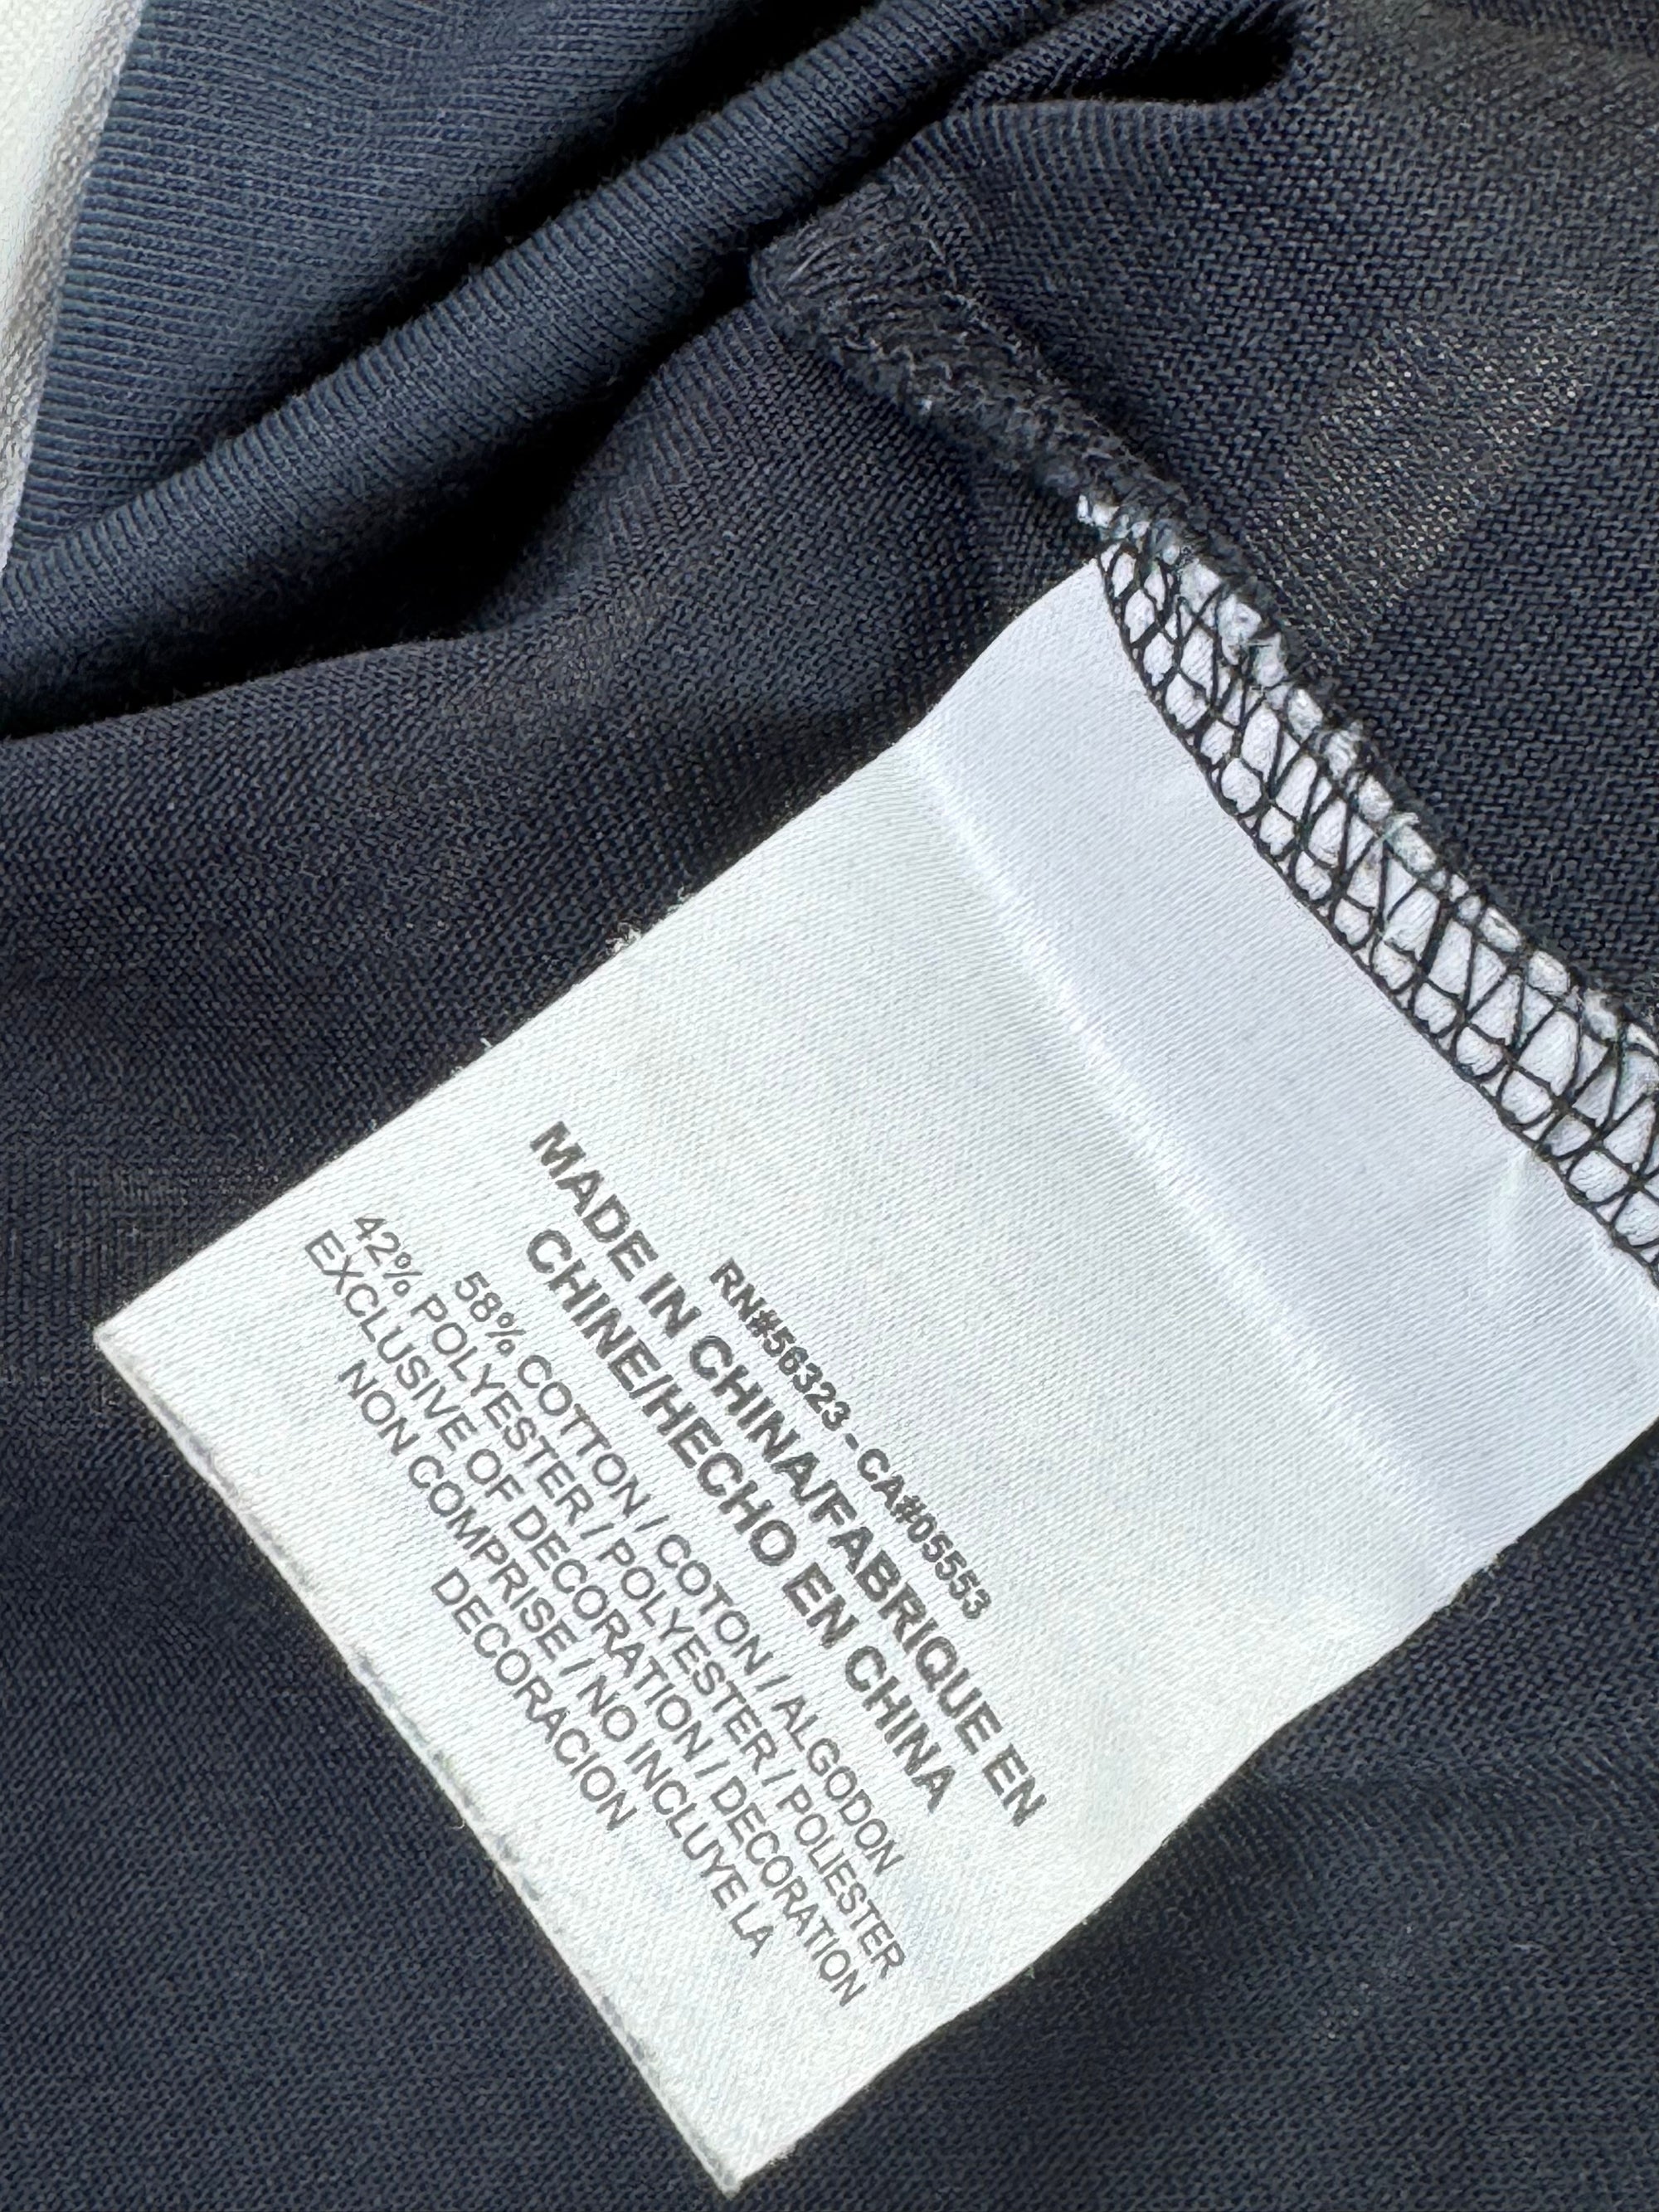 RN#56323 - CA#05553
MADE IN CHINA/FABRIQUE EN
CHINE/HECHO EN CHINA
58% COTTON / COTON / ALGODON
42% POLYESTER / POLYESTER / POLIESTER
EXCLUSIVE OF DECORATION / DECORATION
NON COMPRISE / NO INCLUYE LA
DECORACION